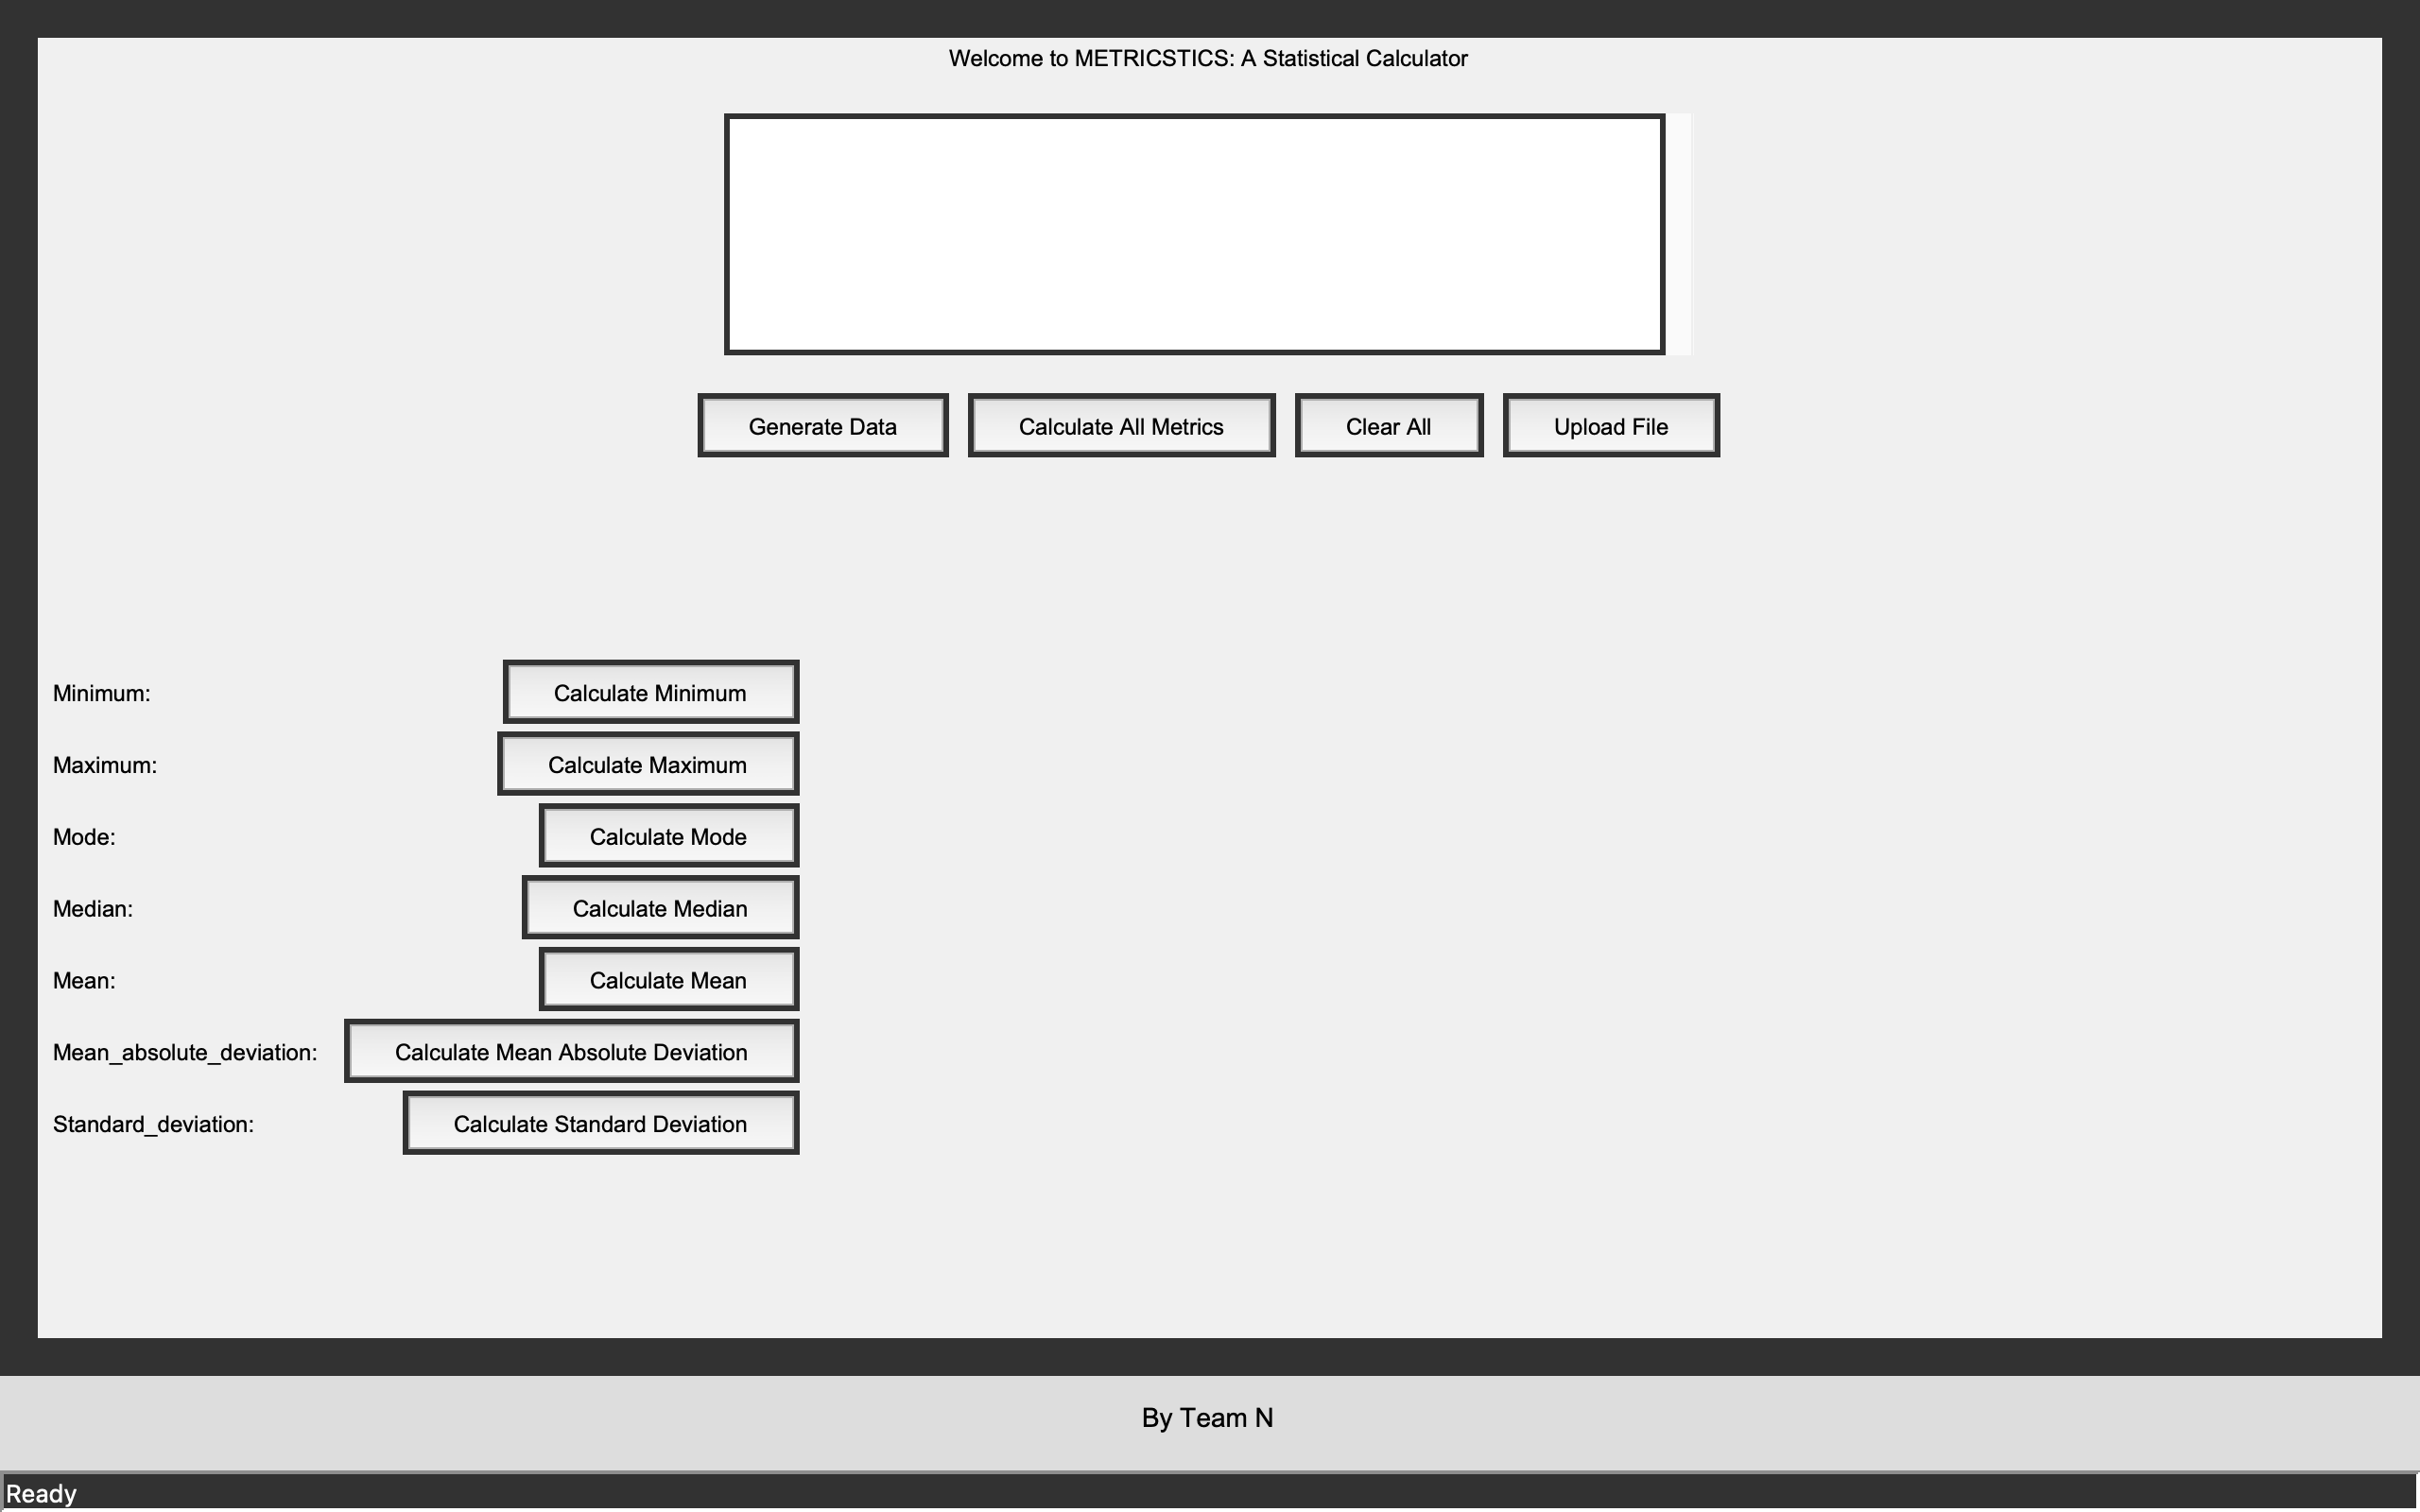 Welcome to METRICSTICS: A Statistical Calculator
Generate Data Calculate All Metrics Clear All Upload File
Minimum: Calculate Minimum
Maximum: Calculate Maximum
Mode: Calculate Mode
Median: Calculate Median
Mean: Calculate Mean
Mean_absolute_deviation: Calculate Mean Absolute Deviation
Standard_deviation: Calculate Standard Deviation
By Team N
Ready